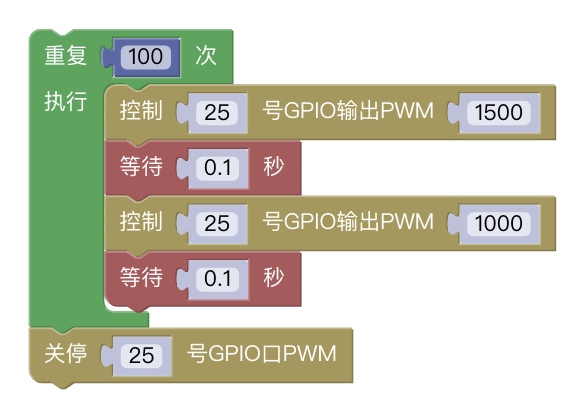 重复 100 次
执行
控制 25 号GPIO输出PWM 1500
等待 0.1 秒
控制 25 号GPIO输出PWM 1000
等待 0.1 秒
关停 25 号GPIO口PWM